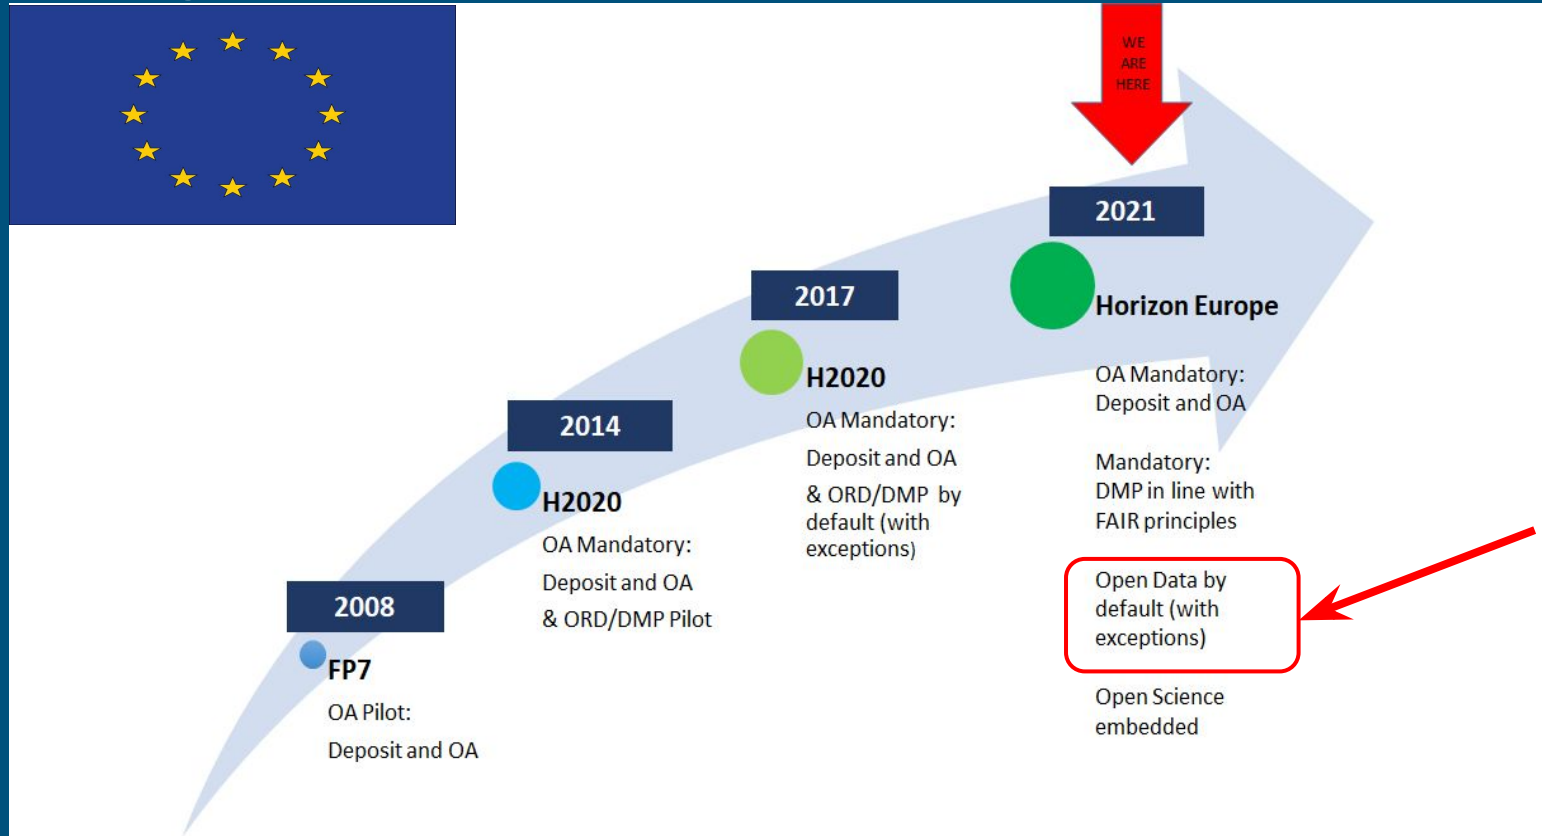 WE
ARE
HERE
2008
FP7
OA Pilot:
Deposit and OA
2014
H2020
OA Mandatory:
Deposit and OA
& ORD/DMP Pilot
2017
H2020
OA Mandatory:
Deposit and OA
& ORD/DMP by
default (with
exceptions)
2021
Horizon Europe
OA Mandatory:
Deposit and OA
Mandatory:
DMP in line with
FAIR principles
Open Data by
default (with
exceptions)
Open Science
embedded